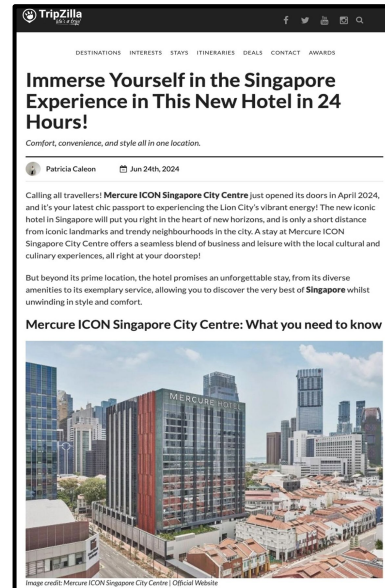 TripZilla
life's a trip!
DESTINATIONS INTERESTS STAYS ITINERARIES DEALS CONTACT AWARDS
Immerse Yourself in the Singapore
Experience in This New Hotel in 24
Hours!
Comfort, convenience, and style all in one location.
Patricia Caleon Jun 24th, 2024
Calling all travellers! Mercure ICON Singapore City Centre just opened its doors in April 2024,
and it's your latest chic passport to experiencing the Lion City's vibrant energy! The new iconic
hotel in Singapore will put you right in the heart of new horizons, and is only a short distance
from iconic landmarks and trendy neighbourhoods in the city. A stay at Mercure ICON
Singapore City Centre offers a seamless blend of business and leisure with the local cultural and
culinary experiences, all right at your doorstep!
But beyond its prime location, the hotel promises an unforgettable stay, from its diverse
amenities to its exemplary service, allowing you to discover the very best of Singapore whilst
unwinding in style and comfort.
Mercure ICON Singapore City Centre: What you need to know
MERCURE HOTEL
Image credit: Mercure ICON Singapore City Centre | Official Website